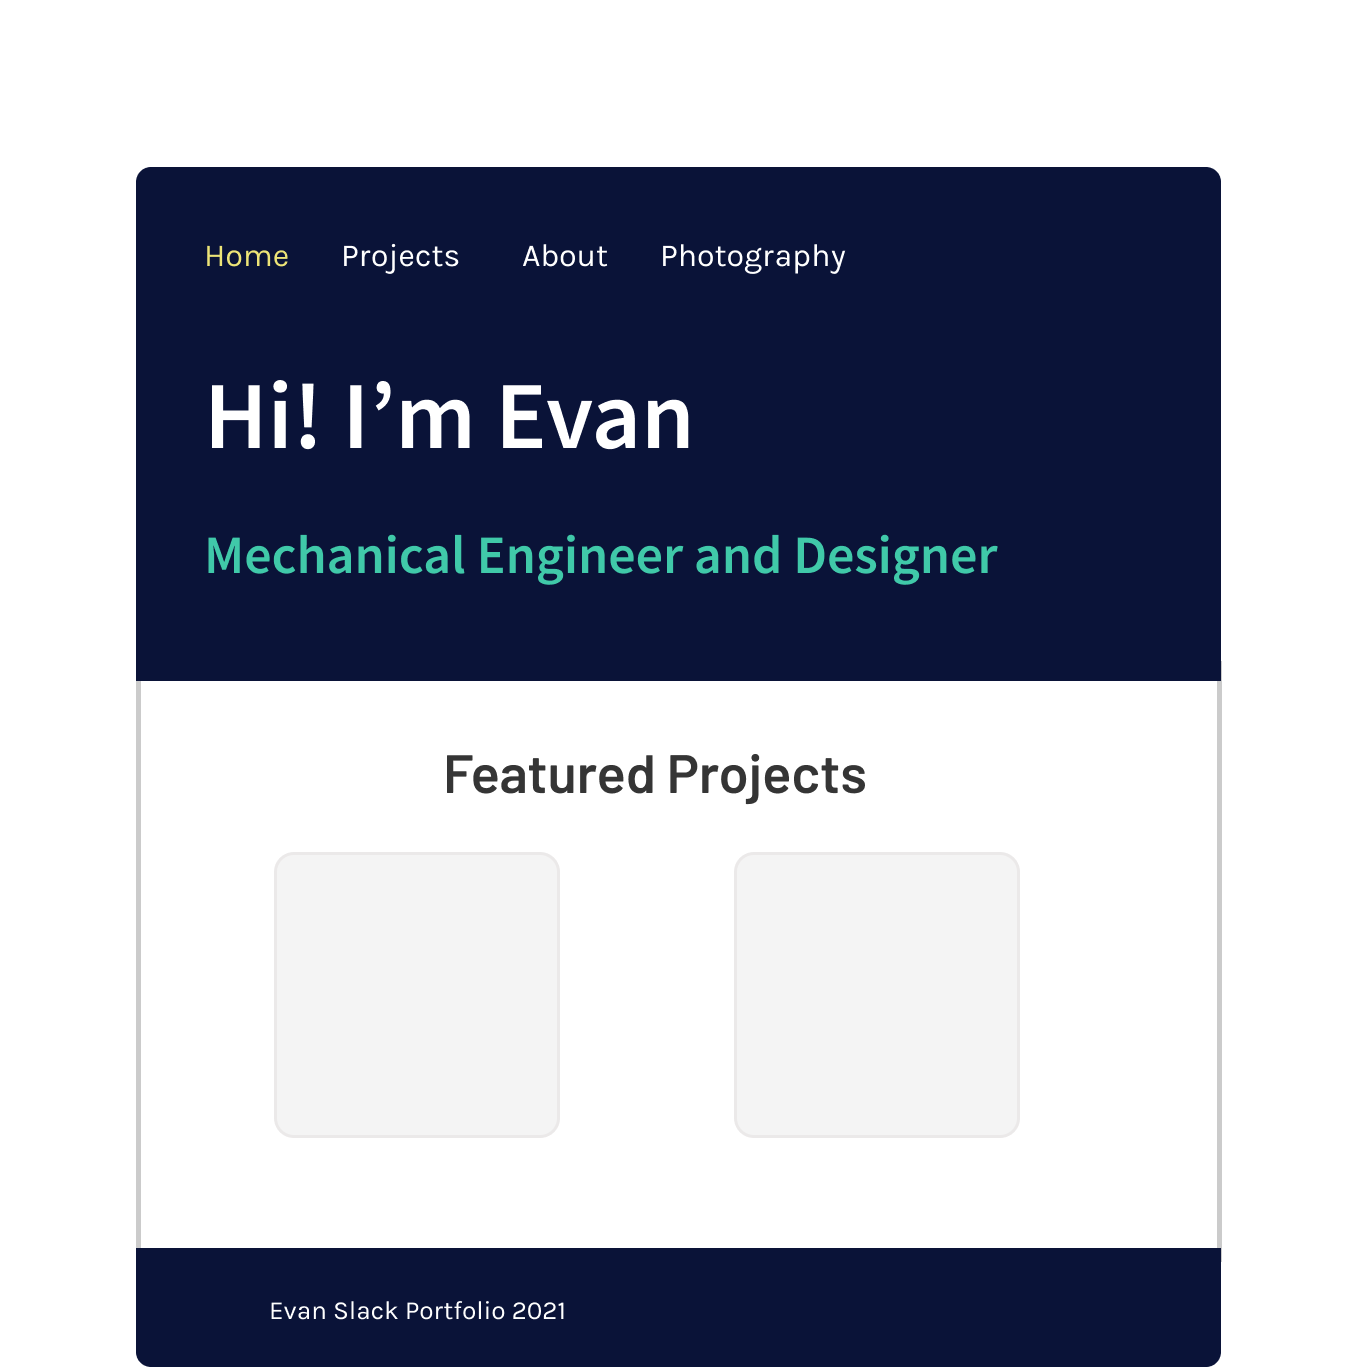 Home Projects About Photography
Hi! I’m Evan
Mechanical Engineer and Designer
Featured Projects
Evan Slack Portfolio 2021